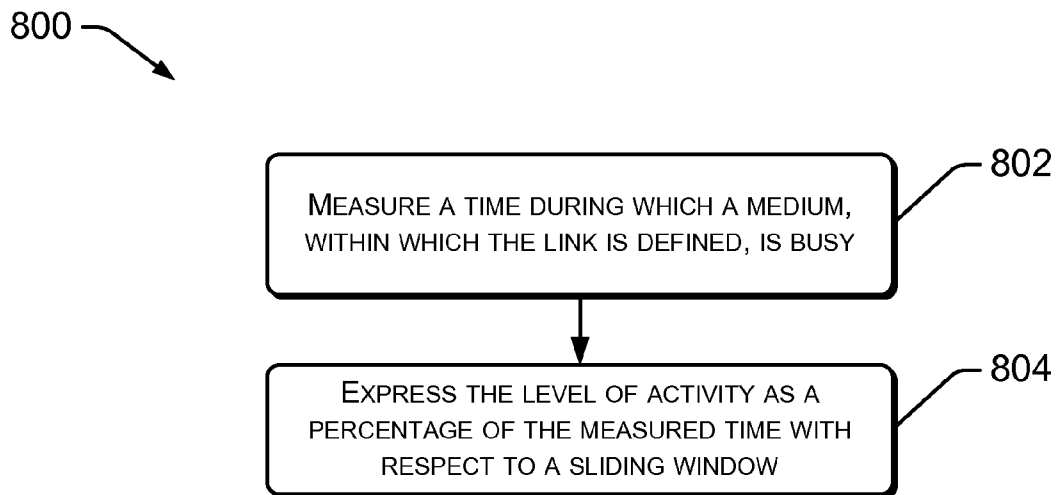 800
802
MEASURE A TIME DURING WHICH A MEDIUM,
WITHIN WHICH THE LINK IS DEFINED, IS BUSY
804
EXPRESS THE LEVEL OF ACTIVITY AS A
PERCENTAGE OF THE MEASURED TIME WITH
RESPECT TO A SLIDING WINDOW